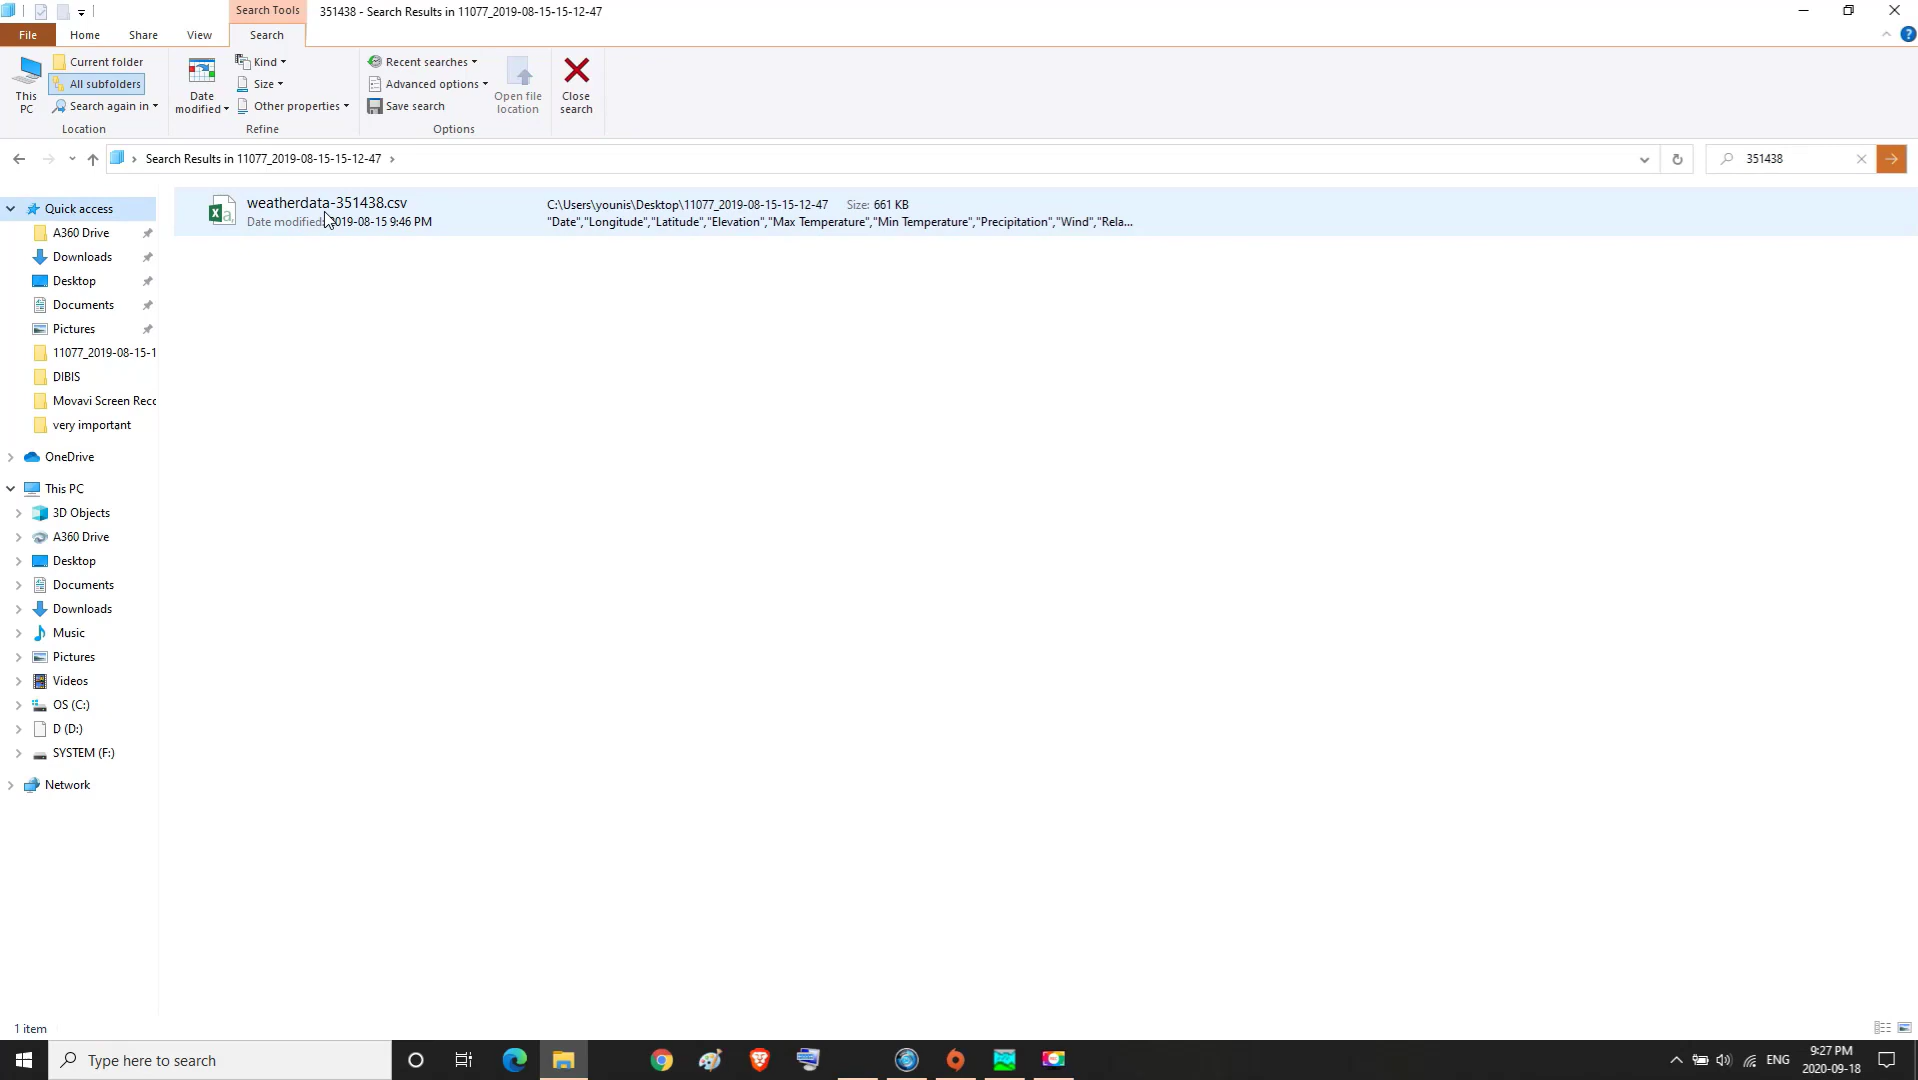 Search Tools
351438 - Search Results in 11077_2019-08-15-15-12-47
File
Home
Share
View
Search
This PC
Current folder
All subfolders
Search again in
Location
Date modified
Kind
Size
Other properties
Refine
Recent searches
Advanced options
Save search
Options
Open file location
Close search
Search Results in 11077_2019-08-15-15-12-47
351438
weatherdata-351438.csv
Date modified: 2019-08-15 9:46 PM
C:\Users\younis\Desktop\11077_2019-08-15-15-12-47
Size: 661 KB
"Date","Longitude","Latitude","Elevation","Max Temperature","Min Temperature","Precipitation","Wind","Rela...
Quick access
A360 Drive
Downloads
Desktop
Documents
Pictures
11077_2019-08-15-1
DIBIS
Movavi Screen Recc
very important
OneDrive
This PC
3D Objects
A360 Drive
Desktop
Documents
Downloads
Music
Pictures
Videos
OS (C:)
D (D:)
SYSTEM (F:)
Network
1 item
Type here to search
ENG
9:27 PM
2020-09-18